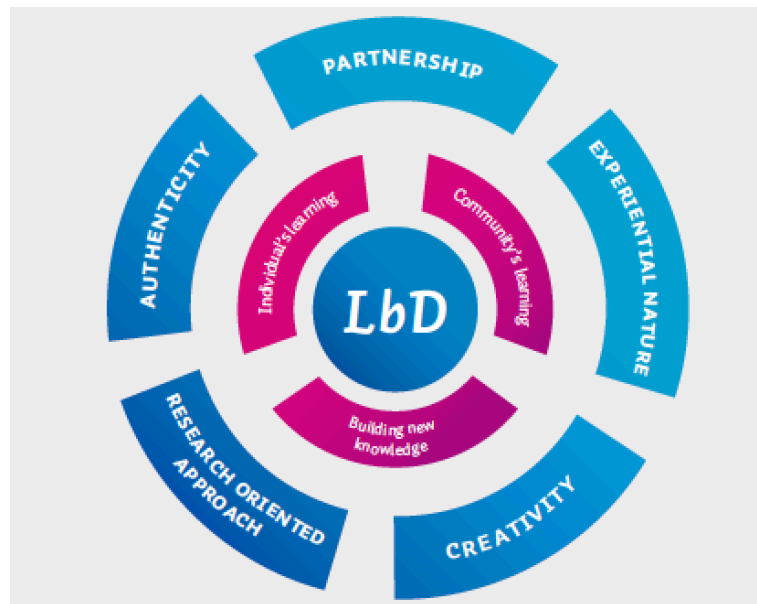 PARTNERSHIP
EXPERIENTIAL NATURE
CREATIVITY
RESEARCH ORIENTED
APPROACH
AUTHENTICITY
Individual's learning
Community's learning
Building new
knowledge
LbD